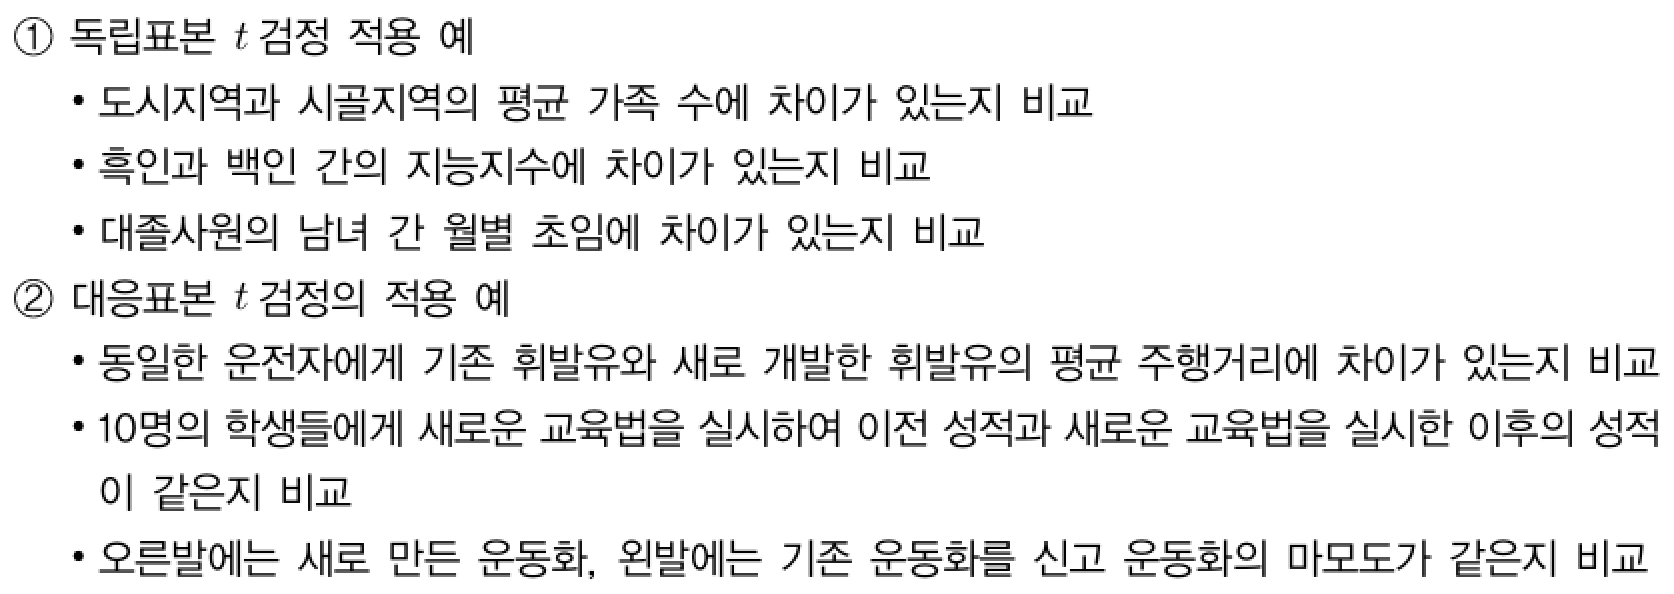 ① 독립표본 t 검정 적용 예
• 도시지역과 시골지역의 평균 가족 수에 차이가 있는지 비교
• 흑인과 백인 간의 지능지수에 차이가 있는지 비교
• 대졸사원의 남녀 간 월별 초임에 차이가 있는지 비교
② 대응표본 t 검정의 적용 예
• 동일한 운전자에게 기존 휘발유와 새로 개발한 휘발유의 평균 주행거리에 차이가 있는지 비교
• 10명의 학생들에게 새로운 교육법을 실시하여 이전 성적과 새로운 교육법을 실시한 이후의 성적
이 같은지 비교
• 오른발에는 새로 만든 운동화, 왼발에는 기존 운동화를 신고 운동화의 마모도가 같은지 비교